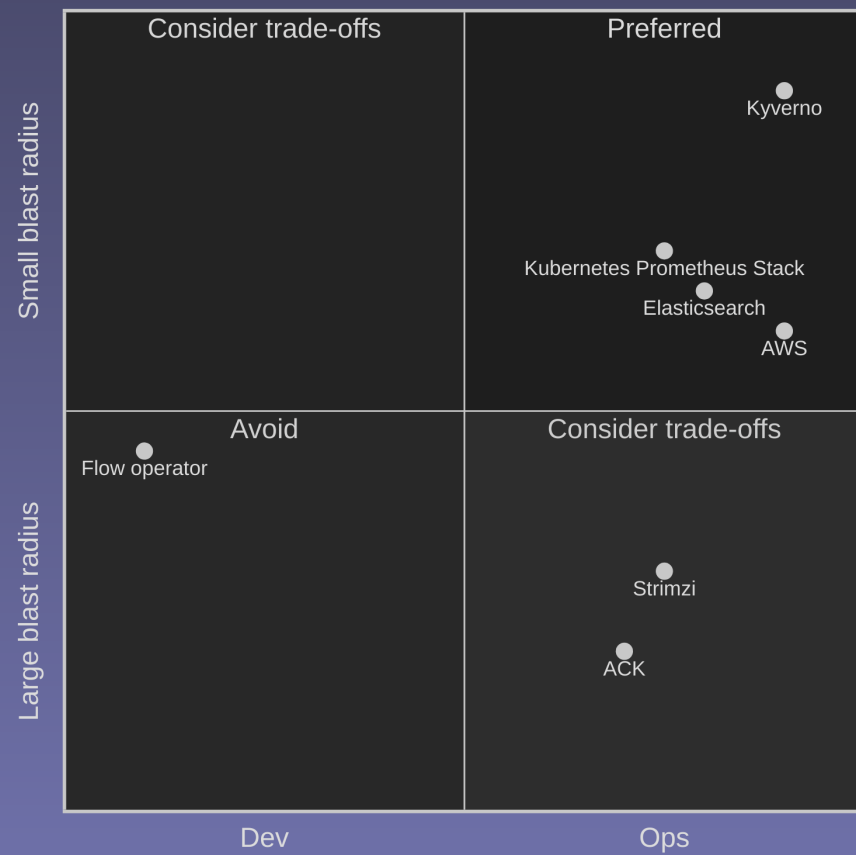 Consider trade-offs
Preferred
Kyverno
Small blast radius
Kubernetes Prometheus Stack
Elasticsearch
AWS
Avoid
Consider trade-offs
Flow operator
Large blast radius
Strimzi
ACK
Dev
Ops